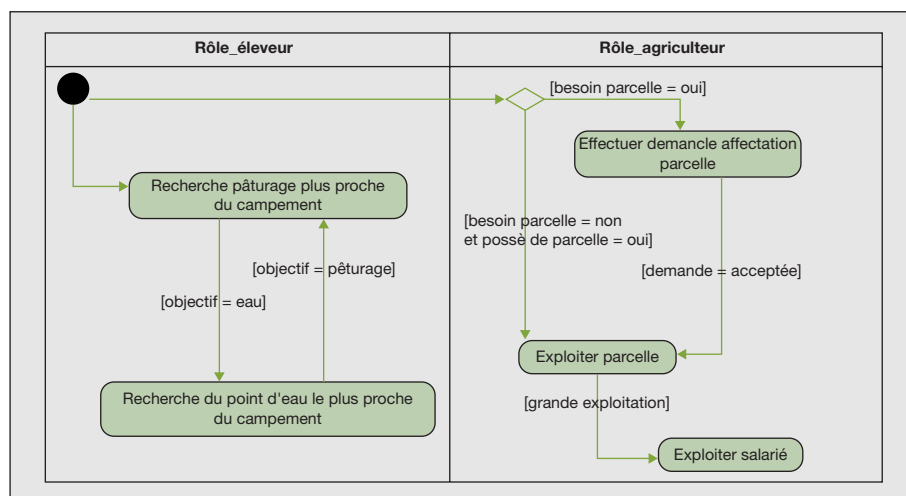 Rôle_éleveur
Rôle_agriculteur
[besoin parcelle = oui]
Effectuer demancle affectation
parcelle
Recherche pâturage plus proche
du campement
[besoin parcelle = non
et possè de parcelle = oui]
[objectif = pêturage]
[demande = acceptée]
[objectif = eau]
Exploiter parcelle
Recherche du point d'eau le plus proche
du campement
[grande exploitation]
Exploiter salarié